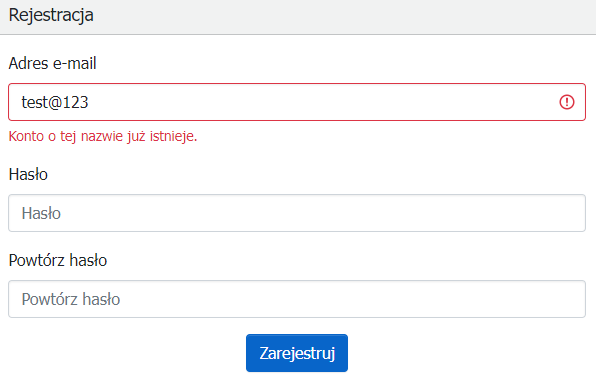 Rejestracja
Adres e-mail
test@123
Konto o tej nazwie już istnieje.
Hasło
Hasło
Powtórz hasło
Powtórz hasło
Zarejestruj